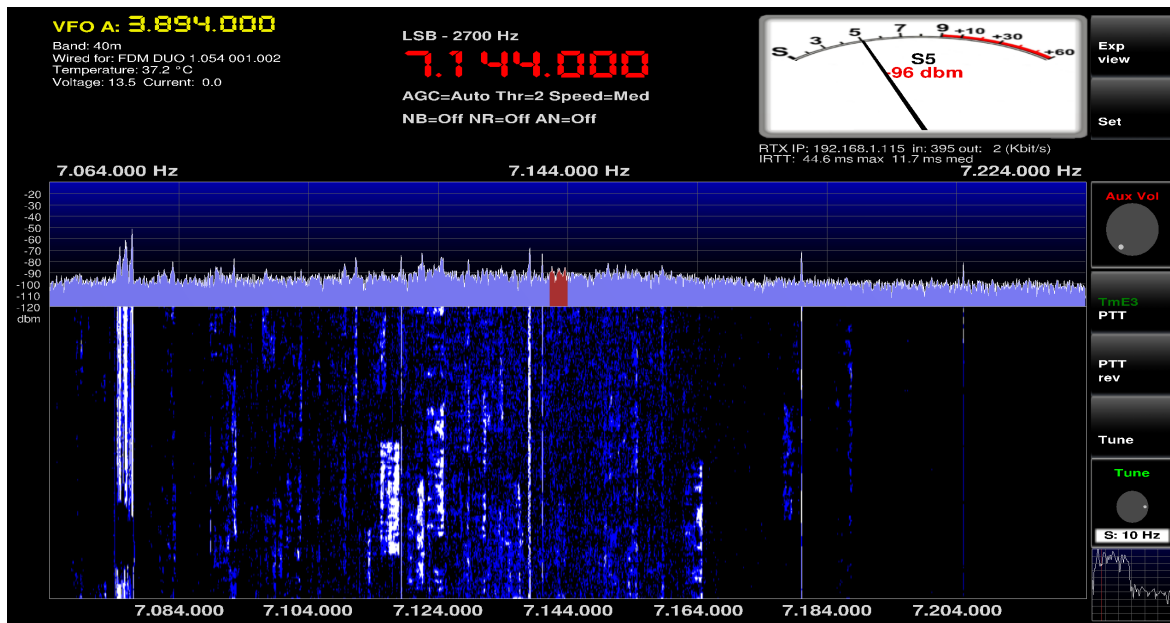 VFO A: 3.894.000
Band: 40m
Wired for: FDM DUO 1.054 001.002
Temperature: 37.2 °C
Voltage: 13.5 Current: 0.0
LSB - 2700 Hz
7.144.000
AGC=Auto Thr=2 Speed=Med
NB=Off NR=Off AN=Off
S 3 5 7 9 +10 +30 +60
S5
-96 dbm
RTX IP: 192.168.1.115 in: 395 out: 2 (Kbit/s)
IRTT: 44.6 ms max 11.7 ms med
Exp
view
Set
7.064.000 Hz 7.144.000 Hz 7.224.000 Hz
-20
-30
-40
-50
-60
-70
-80
-90
-100
-110
-120
dbm
Aux Vol
TmE3
PTT
PTT
rev
Tune
Tune
S: 10 Hz
7.084.000 7.104.000 7.124.000 7.144.000 7.164.000 7.184.000 7.204.000